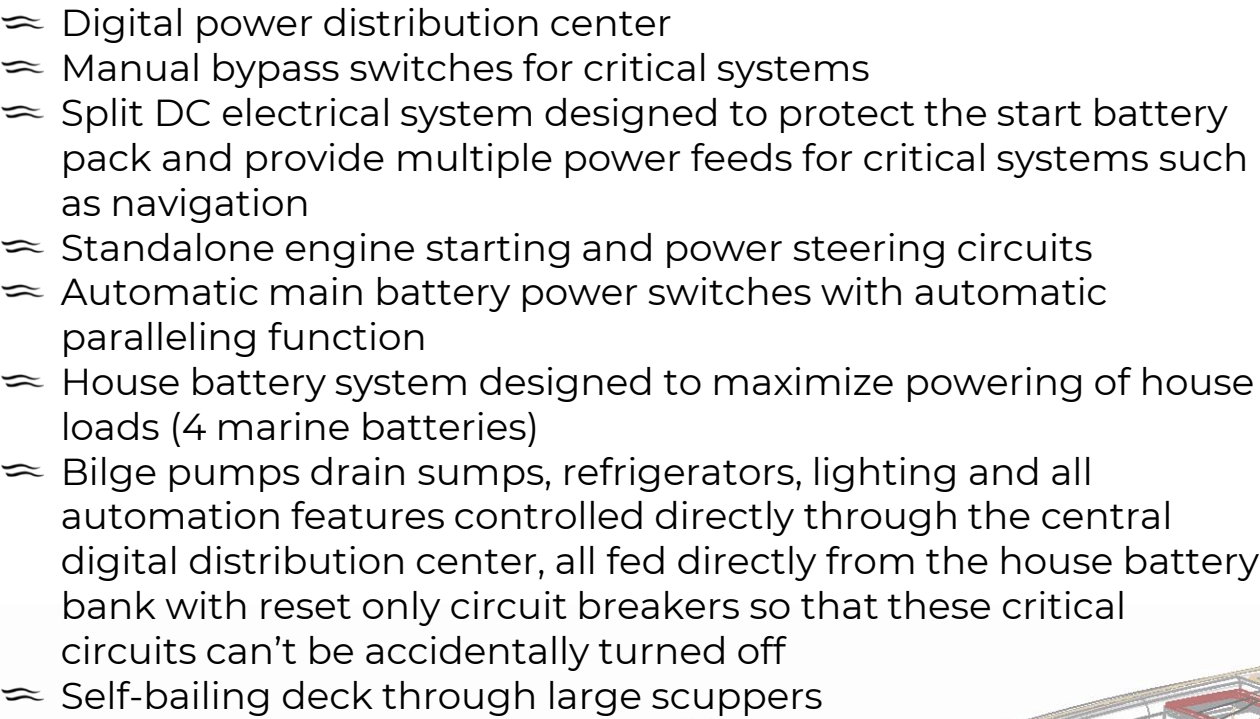 Digital power distribution center
Manual bypass switches for critical systems
Split DC electrical system designed to protect the start battery
pack and provide multiple power feeds for critical systems such
as navigation
Standalone engine starting and power steering circuits
Automatic main battery power switches with automatic
paralleling function
House battery system designed to maximize powering of house
loads (4 marine batteries)
Bilge pumps drain sumps, refrigerators, lighting and all
automation features controlled directly through the central
digital distribution center, all fed directly from the house battery
bank with reset only circuit breakers so that these critical
circuits can’t be accidentally turned off
Self-bailing deck through large scuppers